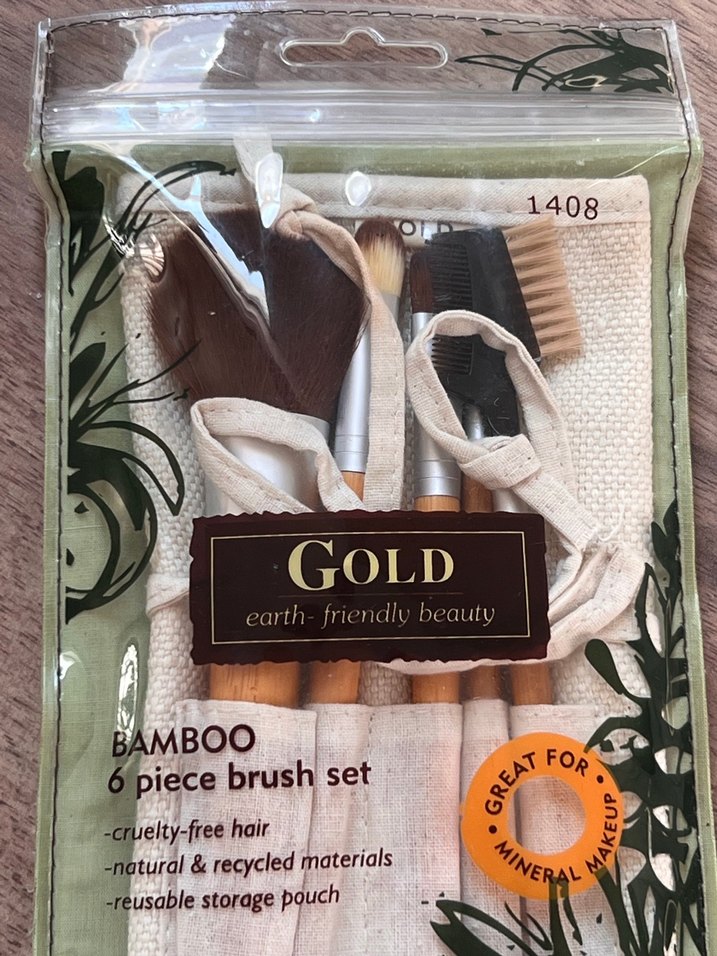 1408
GOLD
earth- friendly beauty
BAMBOO
6 piece brush set
-cruelty-free hair
-natural & recycled materials
-reusable storage pouch
• GREAT FOR •
MINERAL MAKEUP